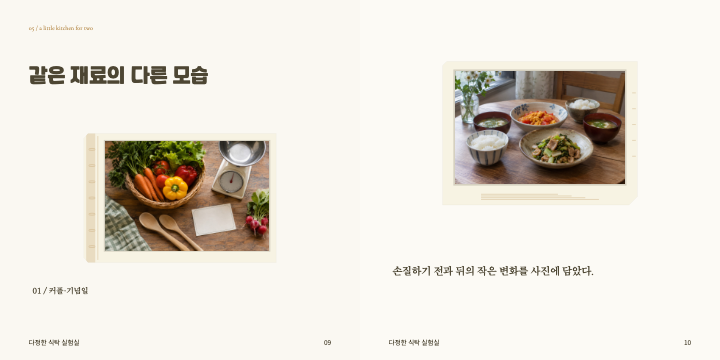 05 / a little kitchen for two
같은 재료의 다른 모습
01 / 커플·기념일
다정한 식탁 실험실
09
손질하기 전과 뒤의 작은 변화를 사진에 담았다.
다정한 식탁 실험실
10